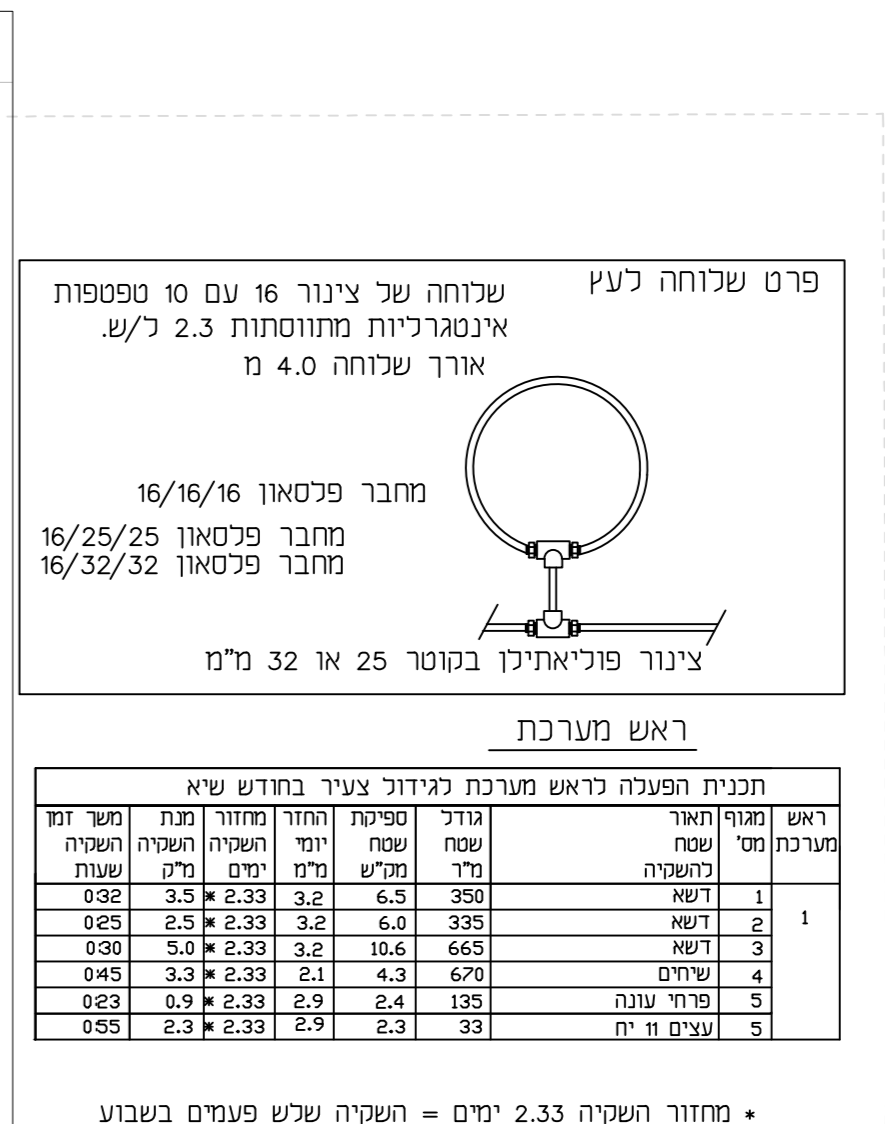 פרט שלוחה לעץ
שלוחה של צינור 16 עם 10 טפטפות
אינטגרליות מתווסתות 2.3 ל/ש.
אורך שלוחה 4.0 מ
מחבר פלסאון 16/16/16
מחבר פלסאון 16/25/25
מחבר פלסאון 16/32/32
צינור פוליאתילן בקוטר 25 או 32 מ"מ
ראש מערכת
תכנית הפעלה לראש מערכת לגידול צעיר בחודש שיא
ראש מגוף תאור גודל ספיקת החזר מחזור מנת משך זמן
מערכת מס' שטח שטח שטח יומי השקיה השקיה השקיה
להשקיה מ"ר מק"ש מ"מ ימים מ"ק שעות
1 דשא 350 6.5 3.2 2.33 * 3.5 0:32
1 2 דשא 335 6.0 3.2 2.33 * 2.5 0:25
3 דשא 665 10.6 3.2 2.33 * 5.0 0:30
4 שיחים 670 4.3 2.1 2.33 * 3.3 0:45
5 פרחי עונה 135 2.4 2.9 2.33 * 0.9 0:23
5 עצים 11 יח 33 2.3 2.9 2.33 * 2.3 0:55
* מחזור השקיה 2.33 ימים = השקיה שלש פעמים בשבוע